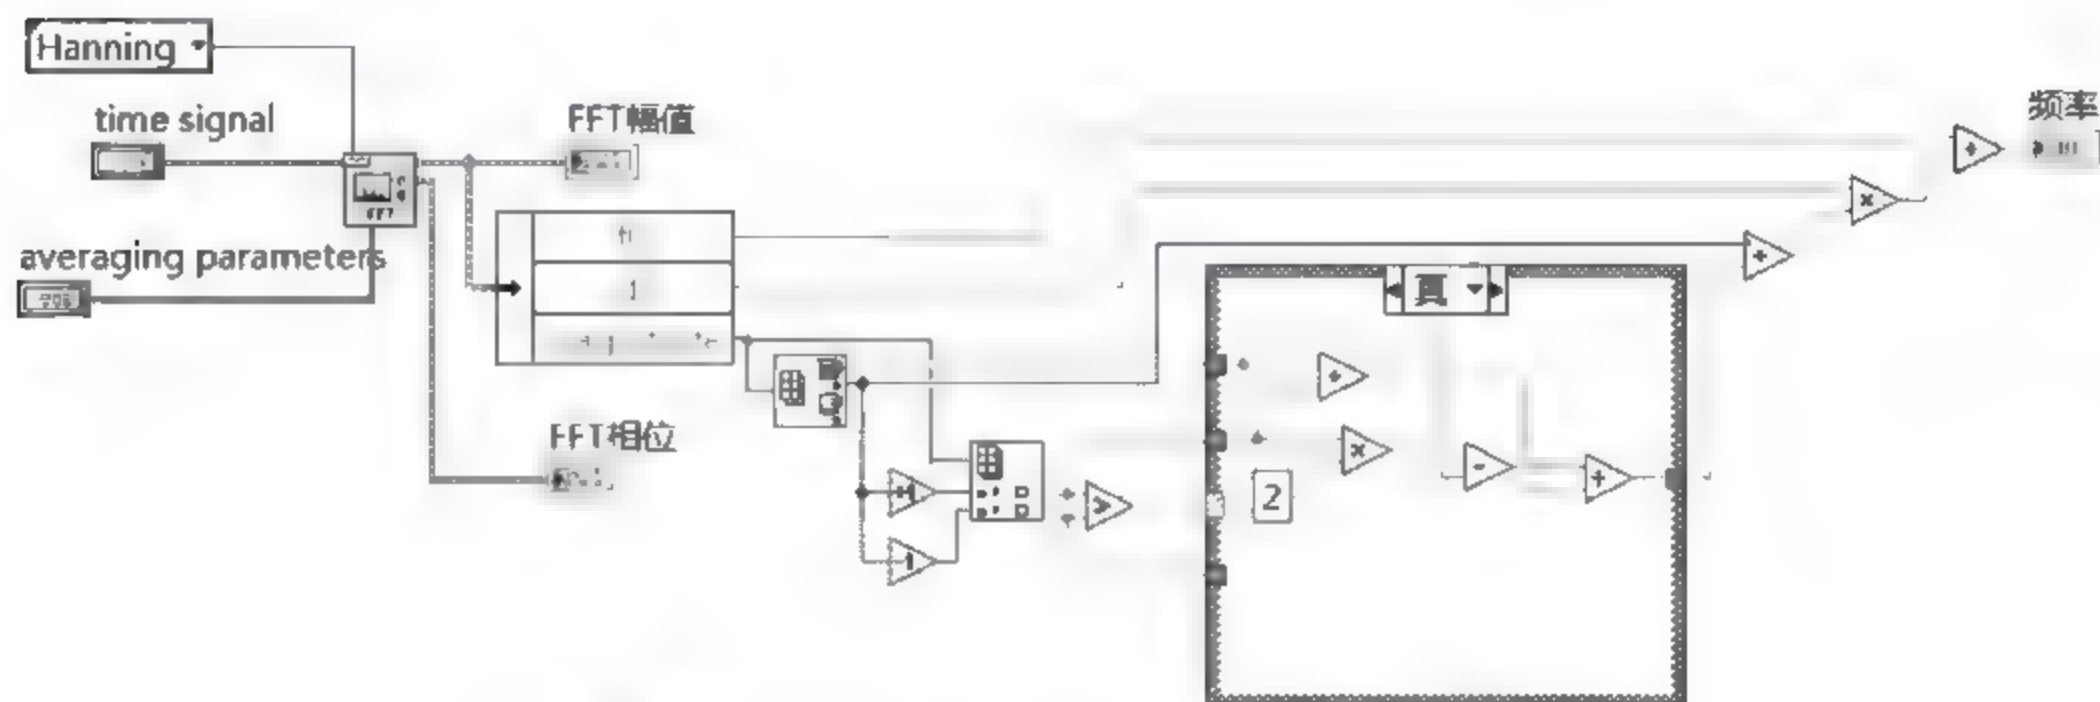 Hanning
time signal
FFT幅值
频率
FFT
averaging parameters
真
FFT相位
2